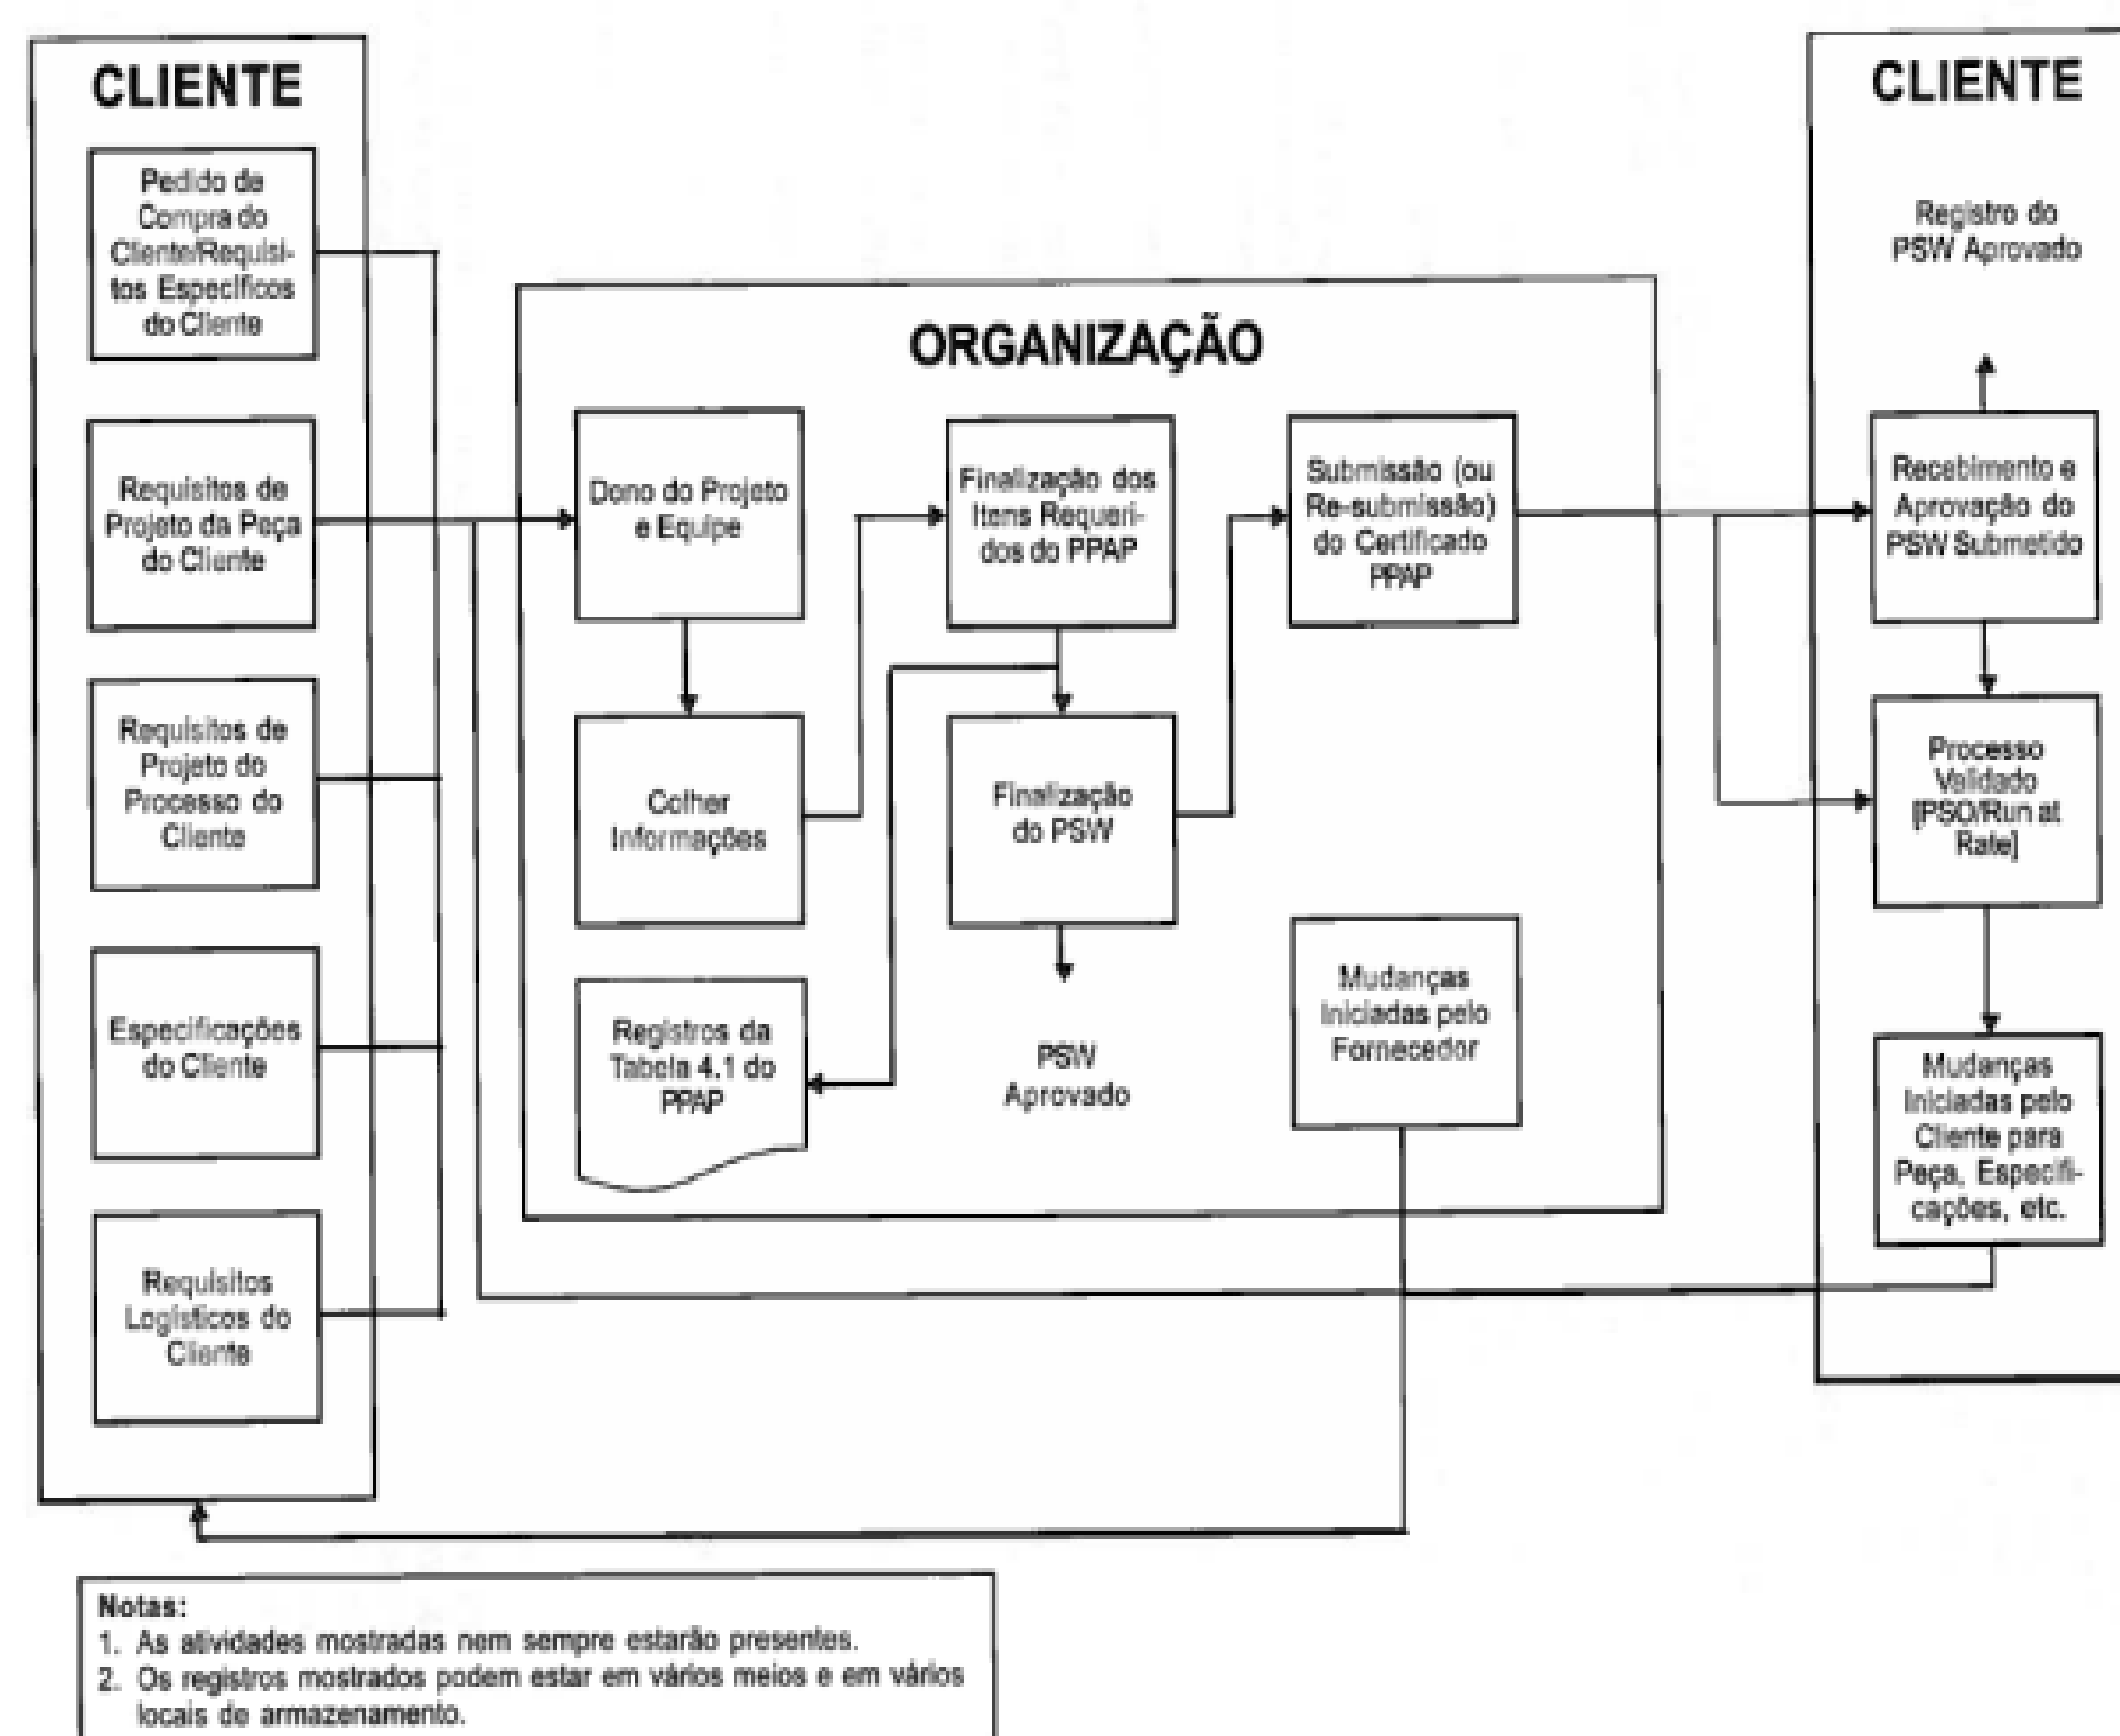 CLIENTE
Pedido de
Compra do
Cliente/Requisi-
tos Específicos
do Cliente
Requisitos de
Projeto da Peça
do Cliente
Requisitos de
Projeto do
Processo do
Cliente
Especificações
do Cliente
Requisitos
Logísticos do
Cliente
ORGANIZAÇÃO
Dono do Projeto
e Equipe
Colher
Informações
Registros da
Tabela 4.1 do
PPAP
Finalização dos
Itens Requeri-
dos do PPAP
Finalização
do PSW
PSW
Aprovado
Submissão (ou
Re-submissão)
do Certificado
PPAP
Mudanças
Iniciadas pelo
Fornecedor
CLIENTE
Registro do
PSW Aprovado
Recebimento e
Aprovação do
PSW Submetido
Processo
Validado
[PSO/Run at
Rate]
Mudanças
Iniciadas pelo
Cliente para
Peça, Especifi-
cações, etc.
Notas:
1. As atividades mostradas nem sempre estarão presentes.
2. Os registros mostrados podem estar em vários meios e em vários
locais de armazenamento.